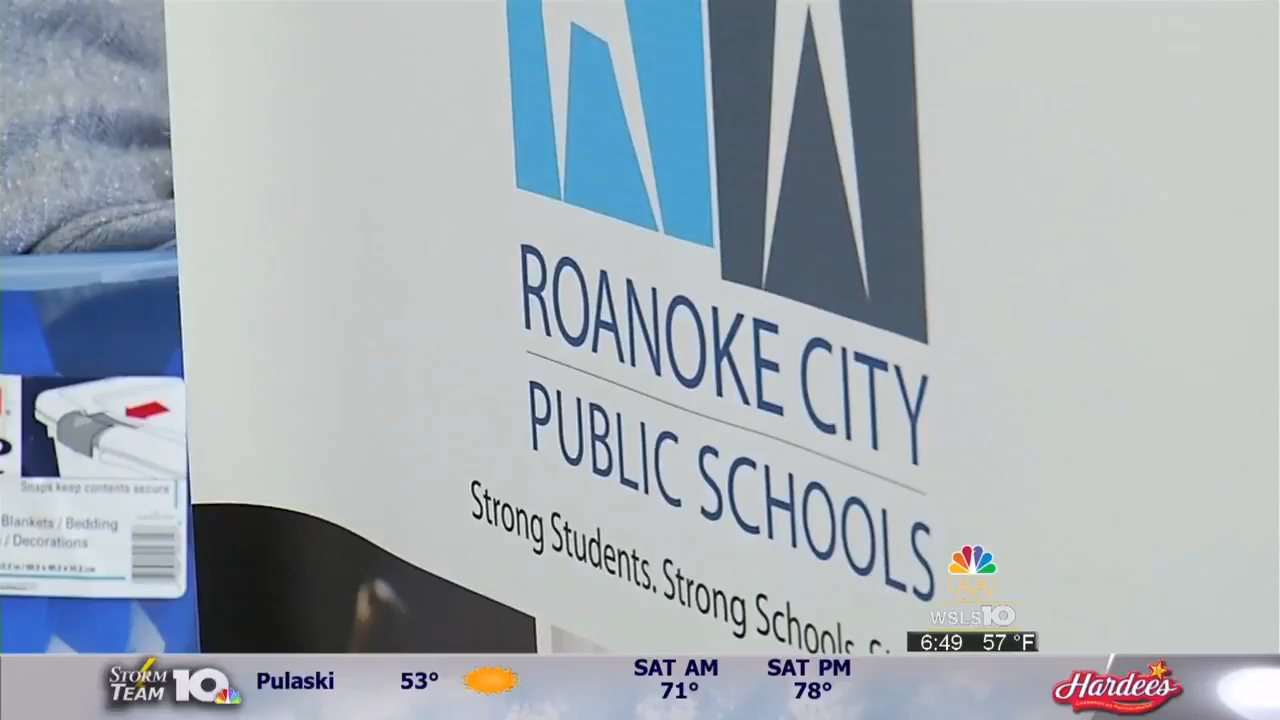 ROANOKE CITY
PUBLIC SCHOOLS
Strong Students. Strong Schools.
Snaps keep contents secure
Blankets / Bedding
/ Decorations
WSLS10
6:49 57 °F
STORM TEAM 10
Pulaski 53°
SAT AM
71°
SAT PM
78°
Hardee's